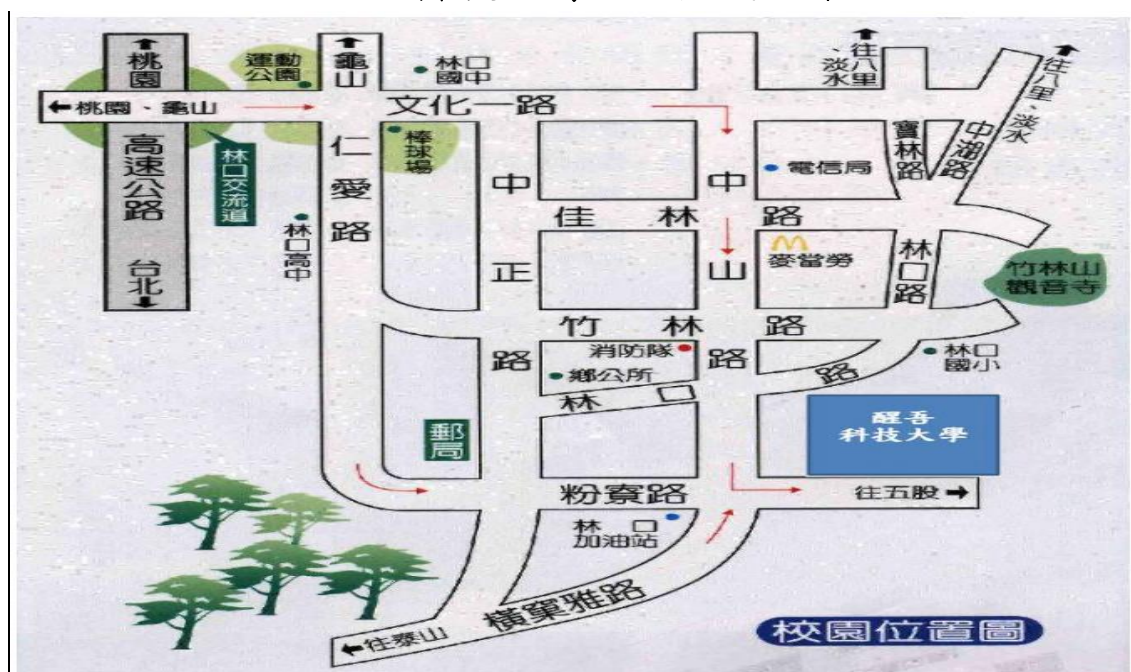 桃園
運動
公園
龜山
林口
國中
往八里
、淡水
往八里、淡水
←桃園、龜山
文化一路
高速公路
林口交流道
仁愛路
棒球場
中正路
中山路
電信局
寶林路
中湖路
林口高中
佳林路
麥當勞
林口路
竹林山
觀音寺
台北
竹林路
消防隊
鄉公所
林口路
林口
國小
郵局
醒吾
科技大學
粉寮路
往五股→
林口
加油站
橫窠雅路
←往泰山
校園位置圖